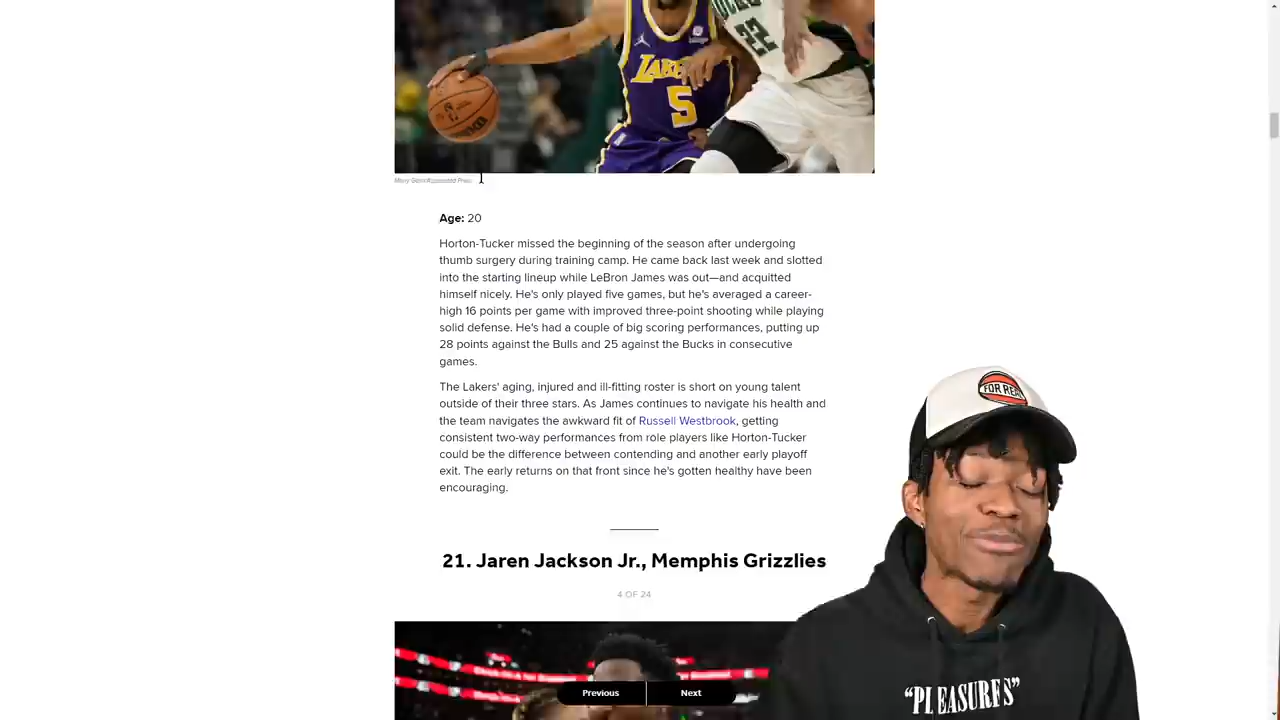 LAKERS
5
22
Age: 20
Horton-Tucker missed the beginning of the season after undergoing
thumb surgery during training camp. He came back last week and slotted
into the starting lineup while LeBron James was out—and acquitted
himself nicely. He's only played five games, but he's averaged a career-
high 16 points per game with improved three-point shooting while playing
solid defense. He's had a couple of big scoring performances, putting up
28 points against the Bulls and 25 against the Bucks in consecutive
games.
The Lakers' aging, injured and ill-fitting roster is short on young talent
outside of their three stars. As James continues to navigate his health and
the team navigates the awkward fit of Russell Westbrook, getting
consistent two-way performances from role players like Horton-Tucker
could be the difference between contending and another early playoff
exit. The early returns on that front since he's gotten healthy have been
encouraging.
21. Jaren Jackson Jr., Memphis Grizzlies
4 OF 24
Previous
Next
FOR REAL
"PLEASURES"